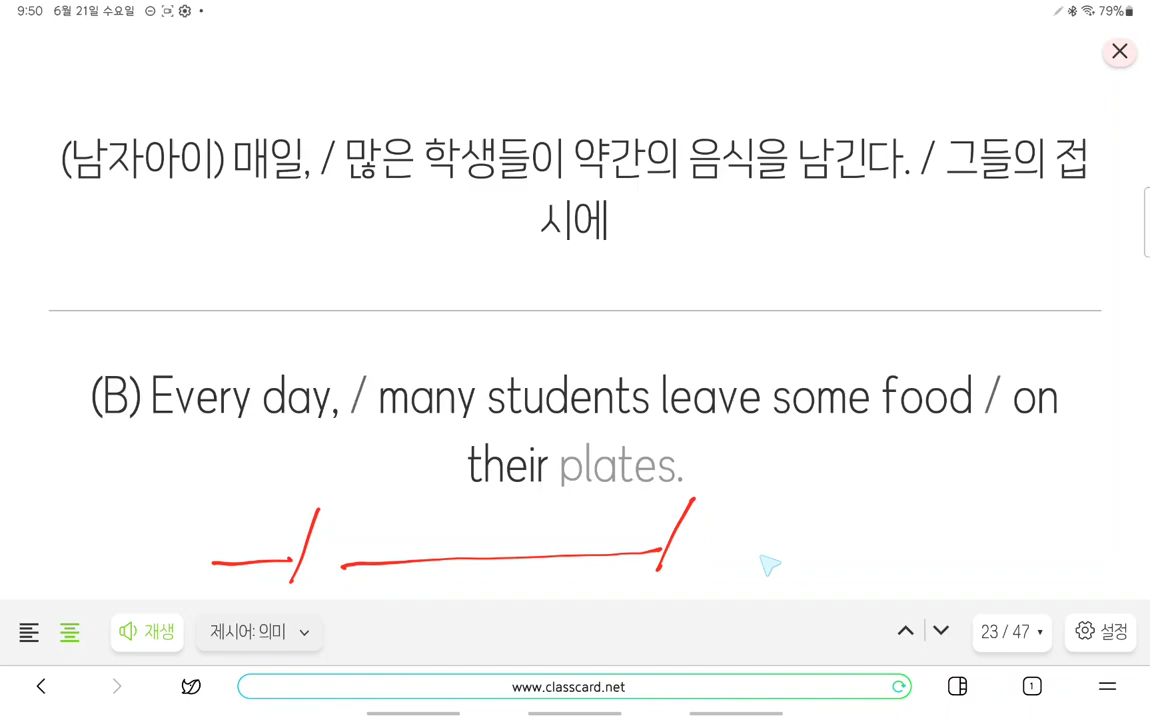 9:50 6월 21일 수요일
79%
(남자아이) 매일, / 많은 학생들이 약간의 음식을 남긴다. / 그들의 접
시에
(B) Every day, / many students leave some food / on
their plates.
재생 제시어: 의미 23 / 47 설정
www.classcard.net 1